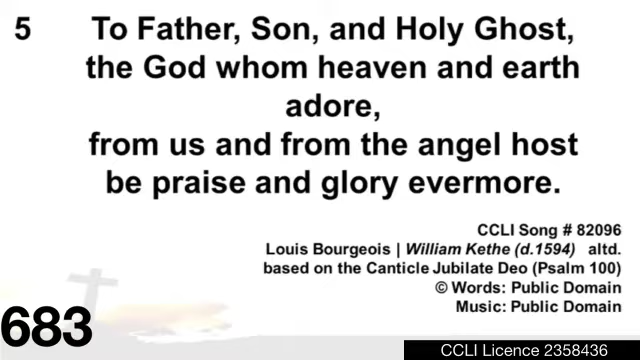 5 To Father, Son, and Holy Ghost,
the God whom heaven and earth
adore,
from us and from the angel host
be praise and glory evermore.
CCLI Song # 82096
Louis Bourgeois | William Kethe (d.1594) altd.
based on the Canticle Jubilate Deo (Psalm 100)
© Words: Public Domain
Music: Public Domain
683
CCLI Licence 2358436